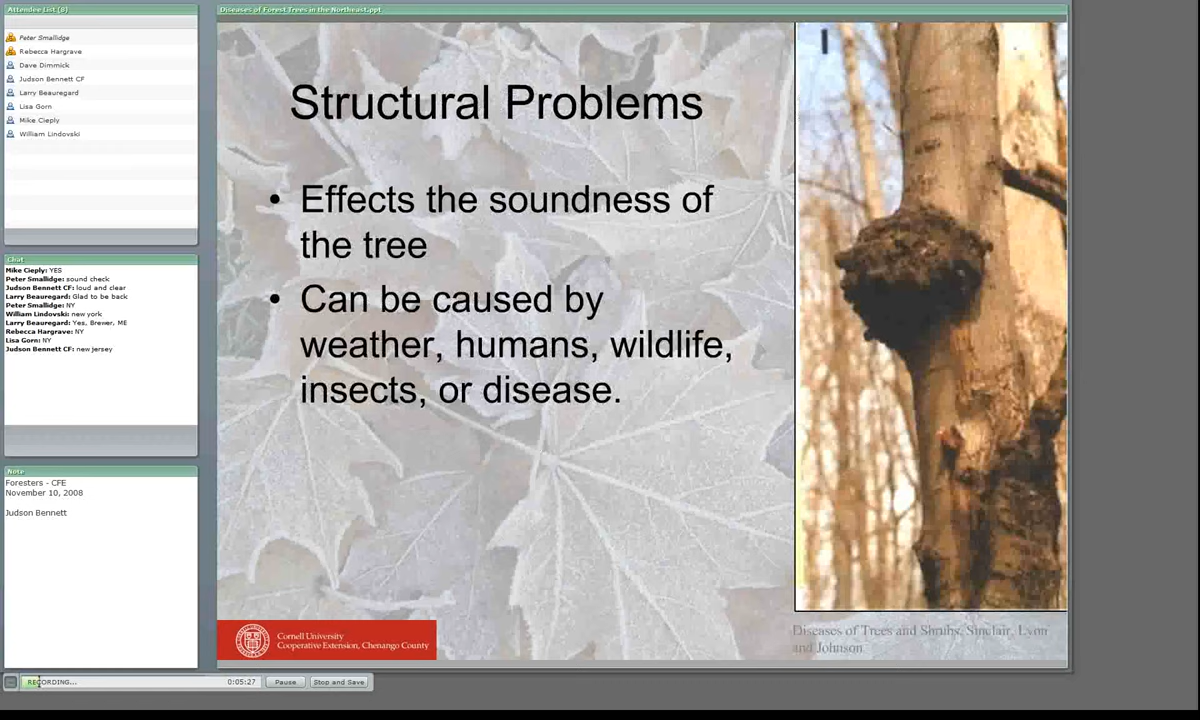 Attendee List (8)
Peter Smallidge
Rebecca Hargrave
Dave Dimmick
Judson Bennett CF
Larry Beauregard
Lisa Gorn
Mike Cieply
William Lindovski
Chat
Mike Cieply: YES
Peter Smallidge: sound check
Judson Bennett CF: loud and clear
Larry Beauregard: Glad to be back
Peter Smallidge: NY
William Lindovski: new york
Larry Beauregard: Yes, Brewer, ME
Rebecca Hargrave: NY
Lisa Gorn: NY
Judson Bennett CF: new jersey
Note
Foresters - CFE
November 10, 2008
Judson Bennett
Diseases of Forest Trees in the Northeast.ppt
Structural Problems
• Effects the soundness of
the tree
• Can be caused by
weather, humans, wildlife,
insects, or disease.
I
Cornell University
Cooperative Extension, Chenango County
Diseases of Trees and Shrubs, Sinclair, Lyon
and Johnson
RECORDING...
0:05:27
Pause
Stop and Save